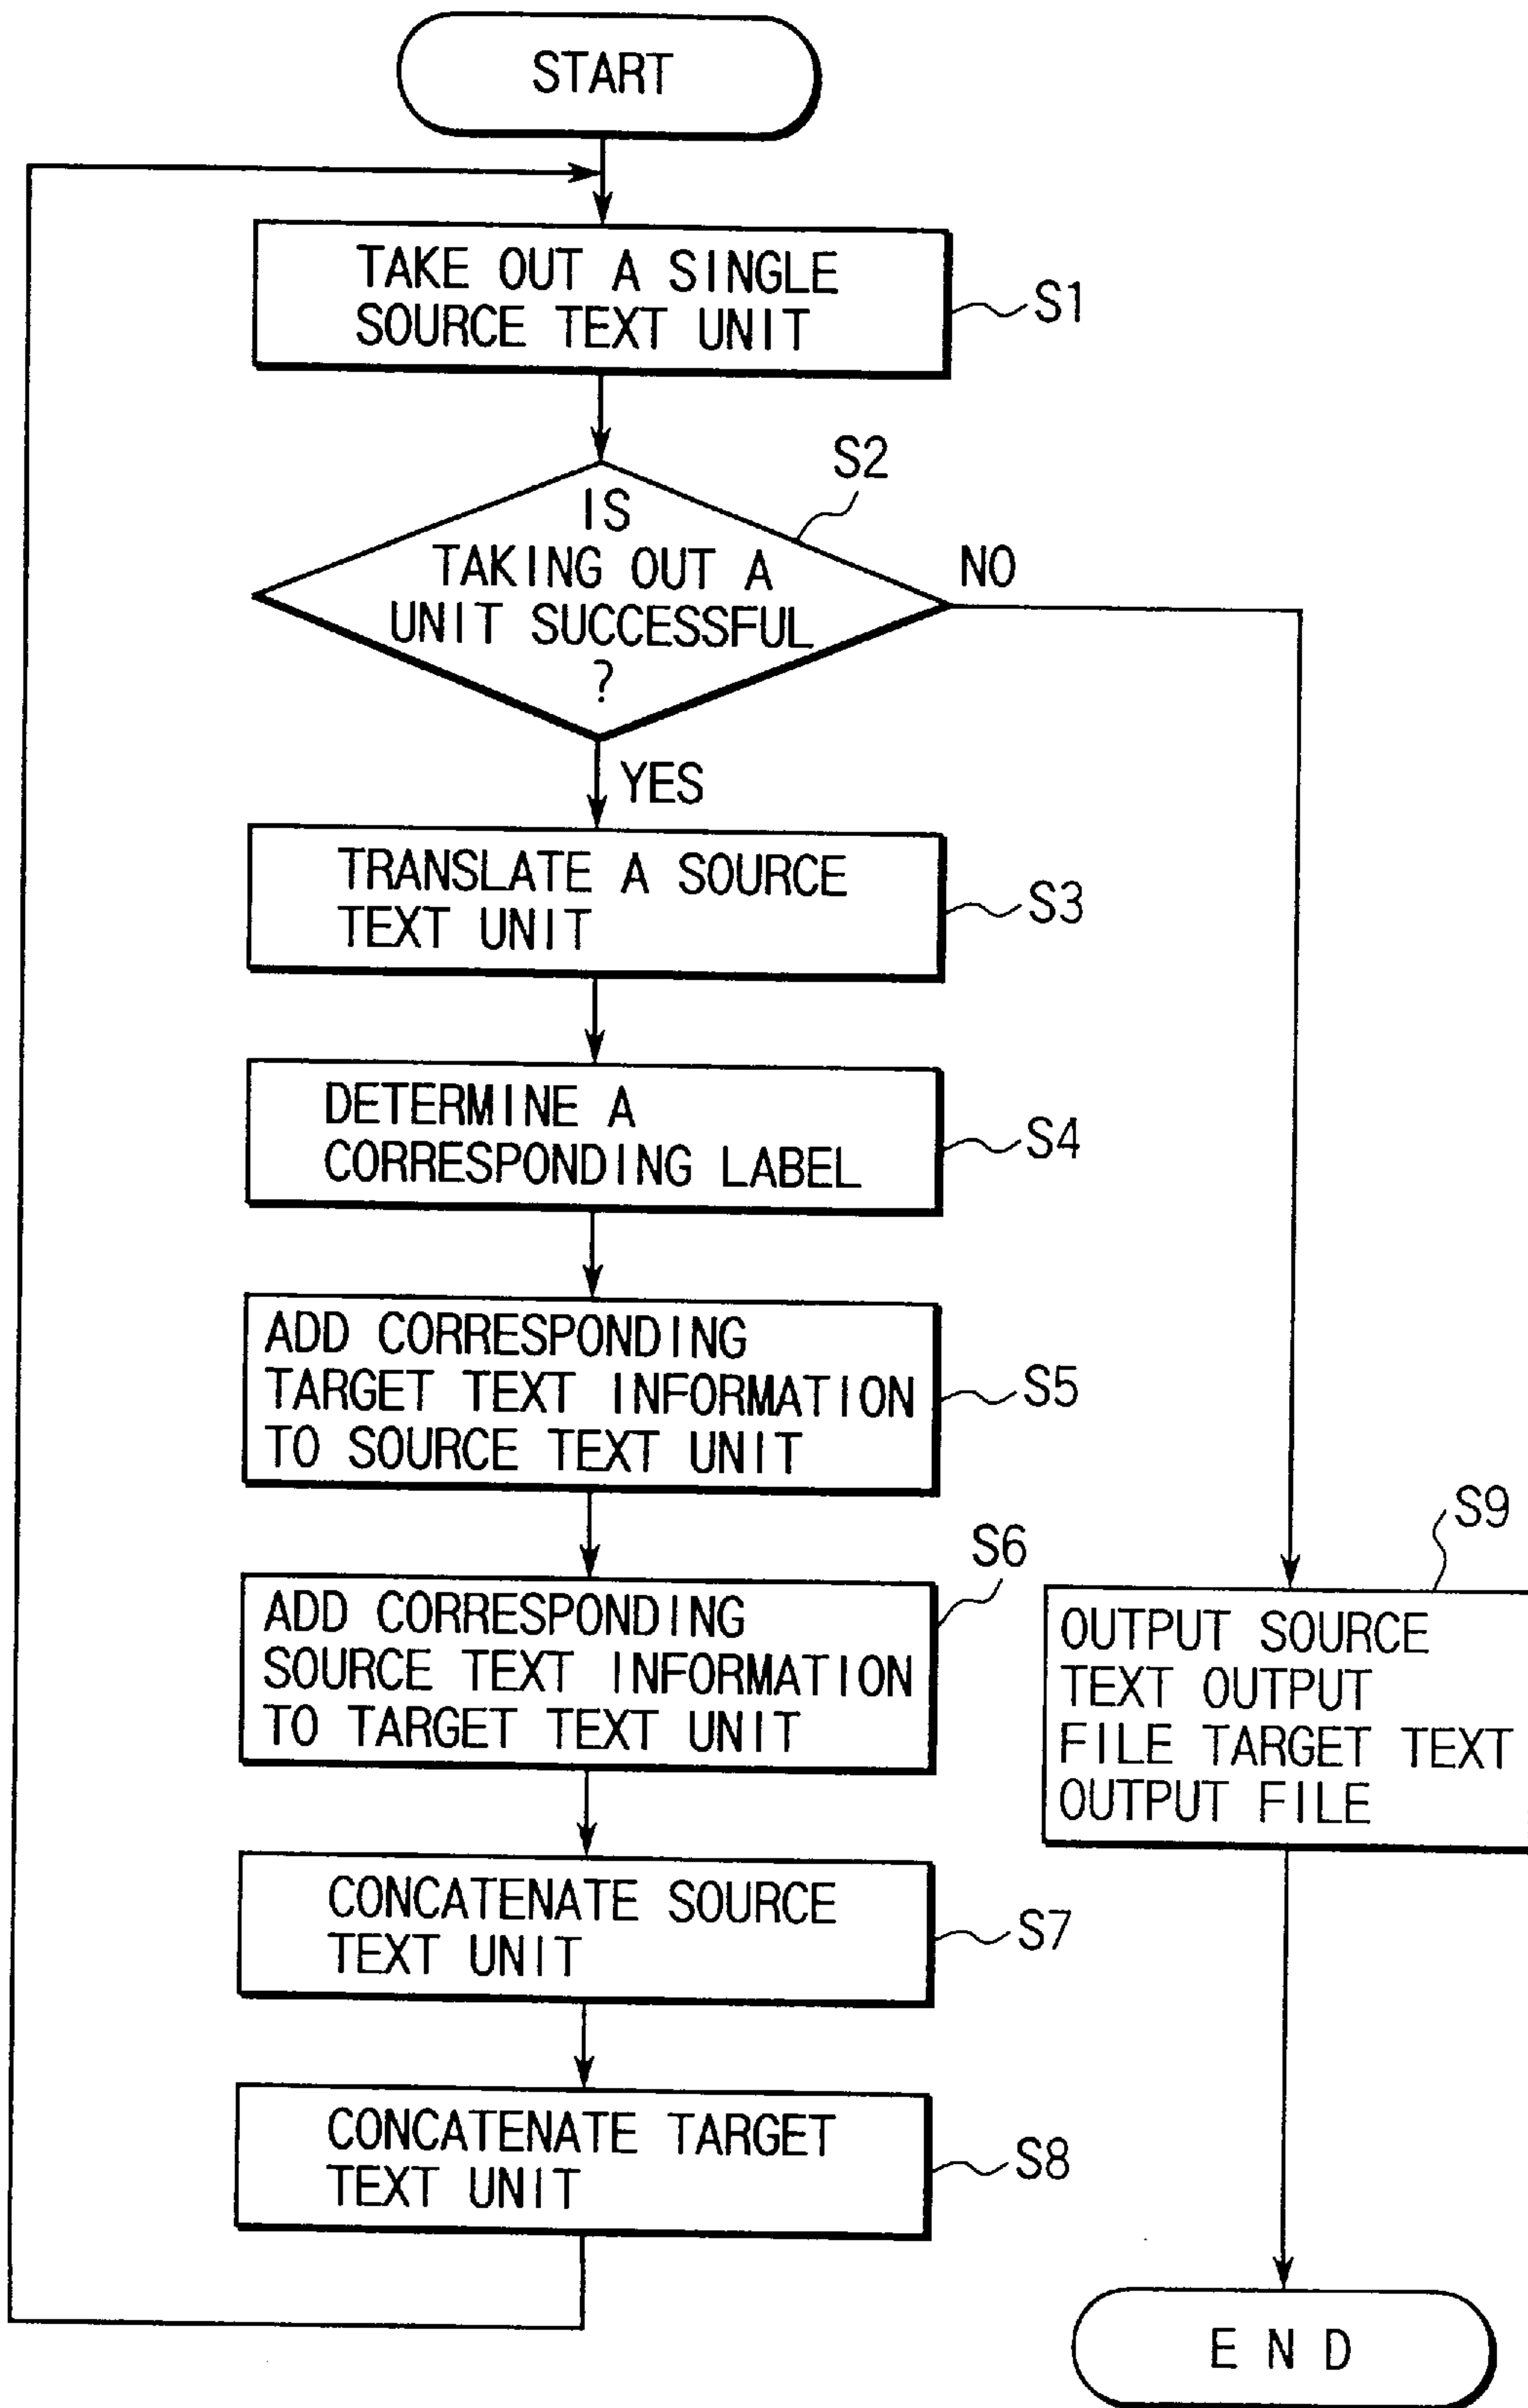 START
TAKE OUT A SINGLE
SOURCE TEXT UNIT
S1
S2
IS
TAKING OUT A
UNIT SUCCESSFUL
?
NO
YES
TRANSLATE A SOURCE
TEXT UNIT
S3
DETERMINE A
CORRESPONDING LABEL
S4
ADD CORRESPONDING
TARGET TEXT INFORMATION
TO SOURCE TEXT UNIT
S5
S6
ADD CORRESPONDING
SOURCE TEXT INFORMATION
TO TARGET TEXT UNIT
S9
OUTPUT SOURCE
TEXT OUTPUT
FILE TARGET TEXT
OUTPUT FILE
CONCATENATE SOURCE
TEXT UNIT
S7
CONCATENATE TARGET
TEXT UNIT
S8
END